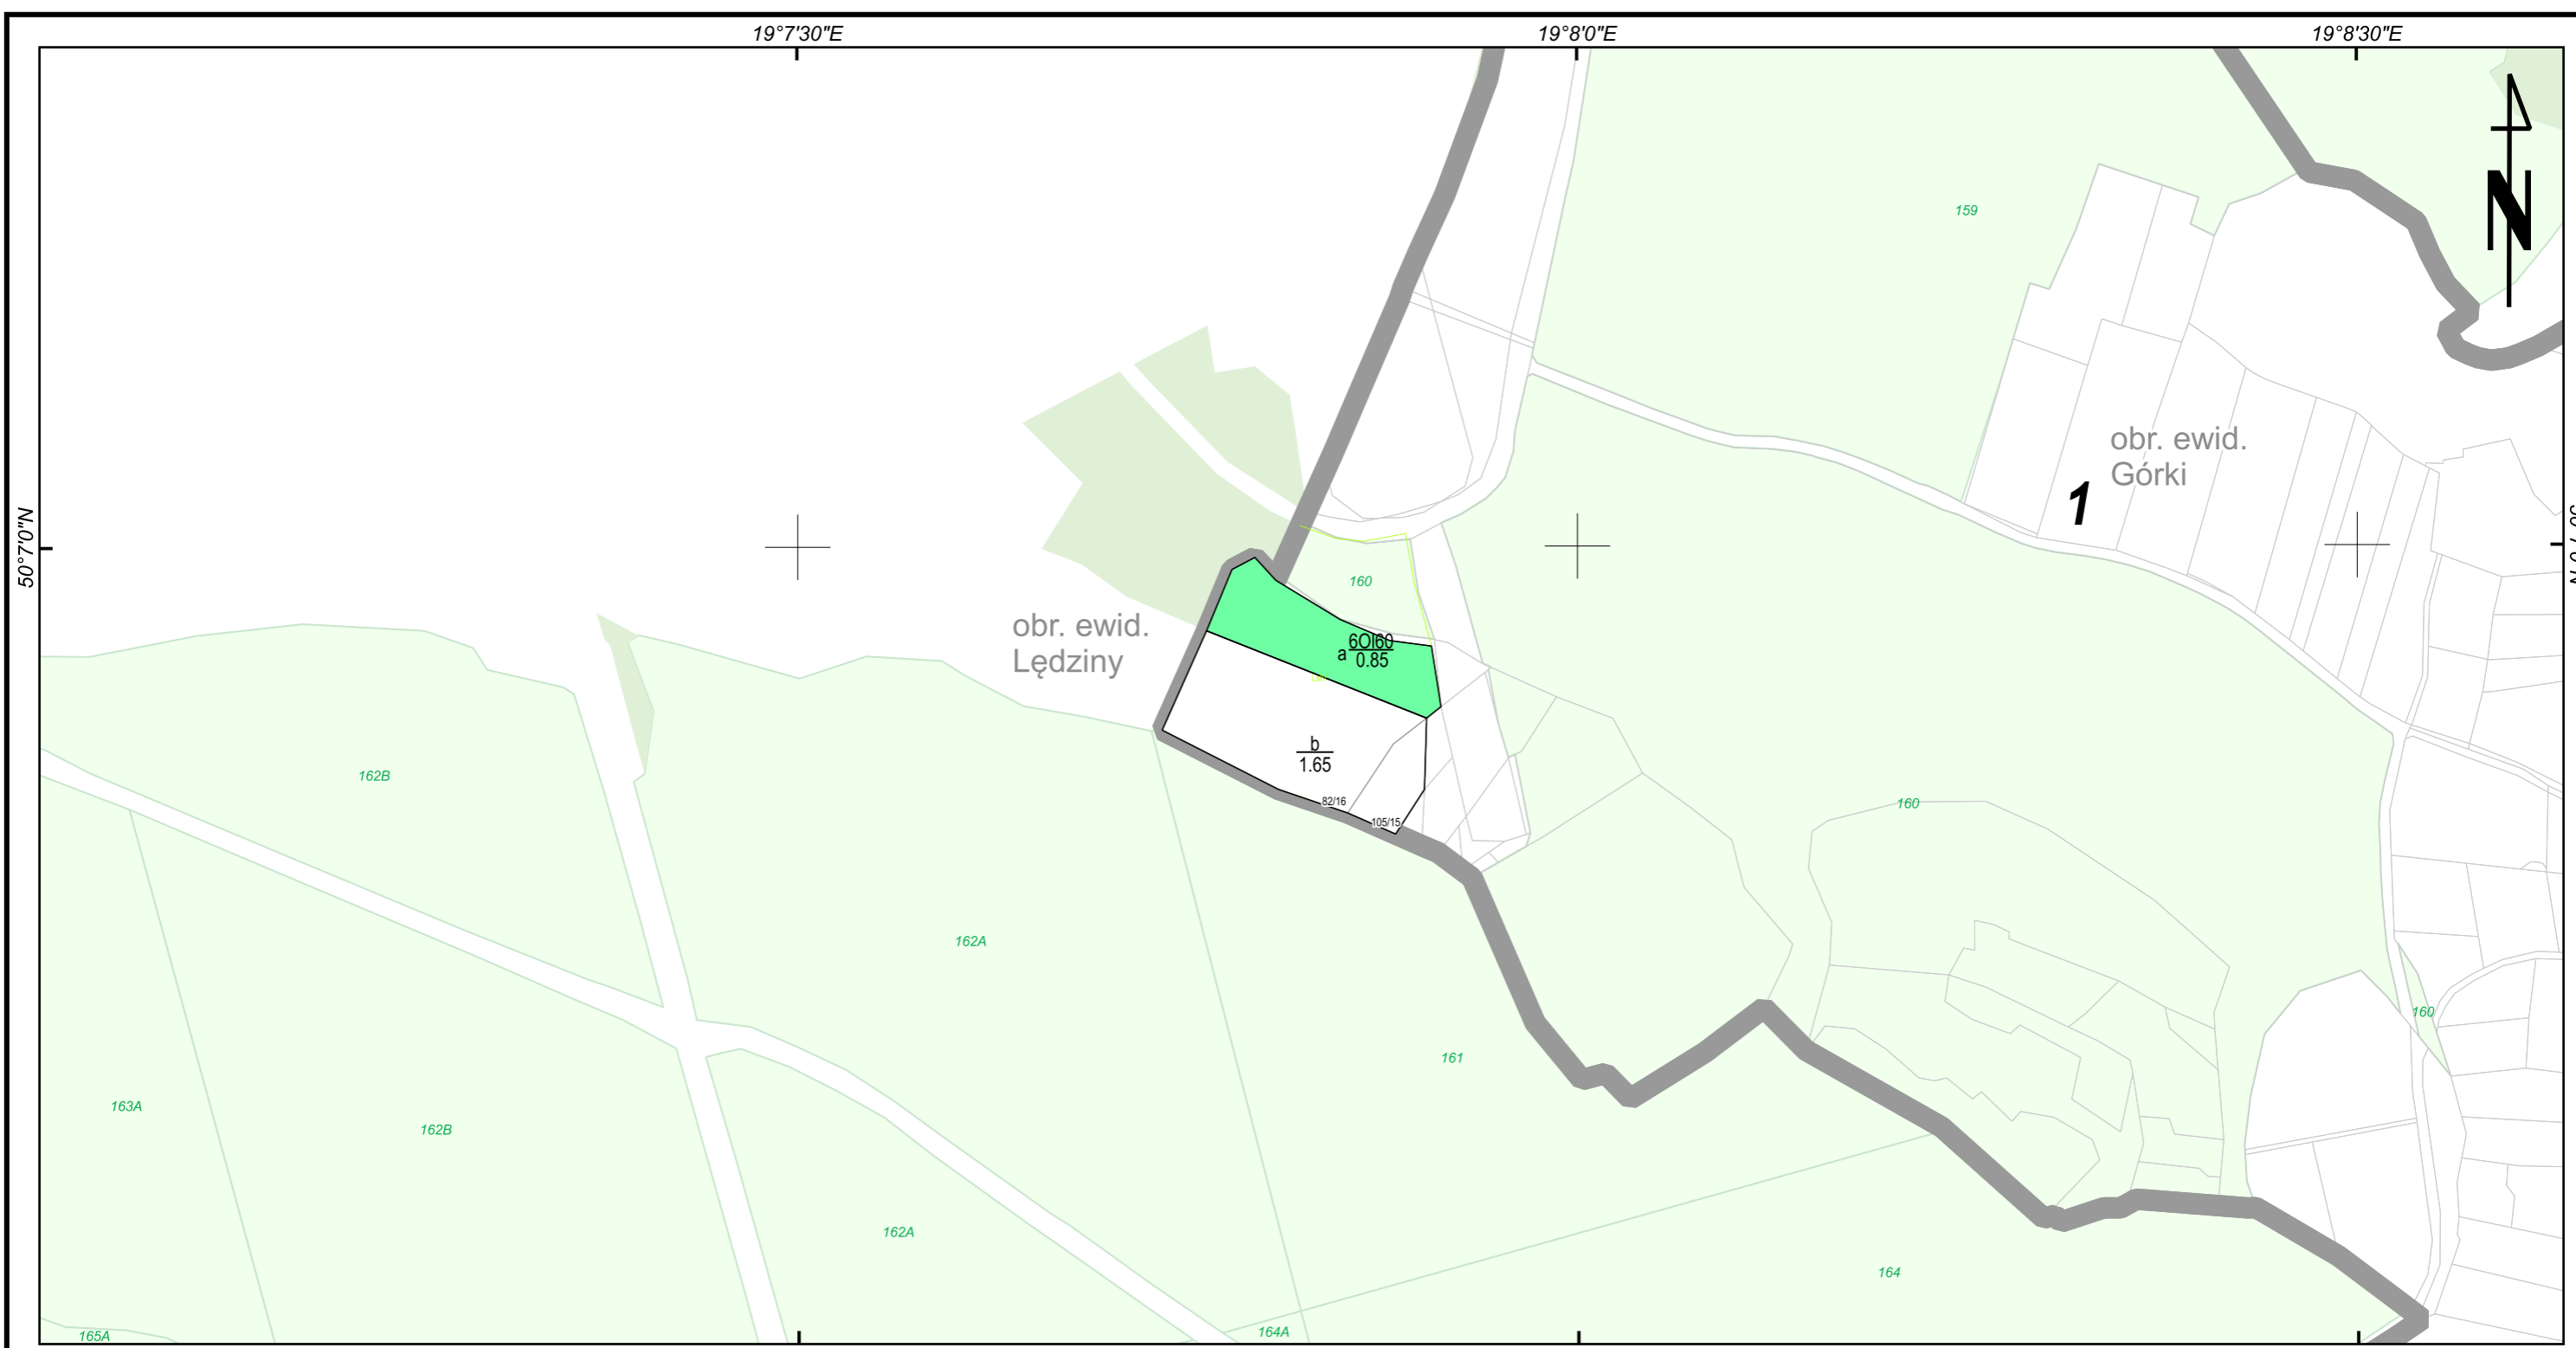 19°7'30"E
19°8'0"E
19°8'30"E
N
159
obr. ewid.
Górki
1
50°7'0"N
160
obr. ewid.
Lędziny
6Ol60
a 0.85
b
1.65
82/16
105/15
162B
160
162A
160
161
163A
162B
162A
164
165A
164A